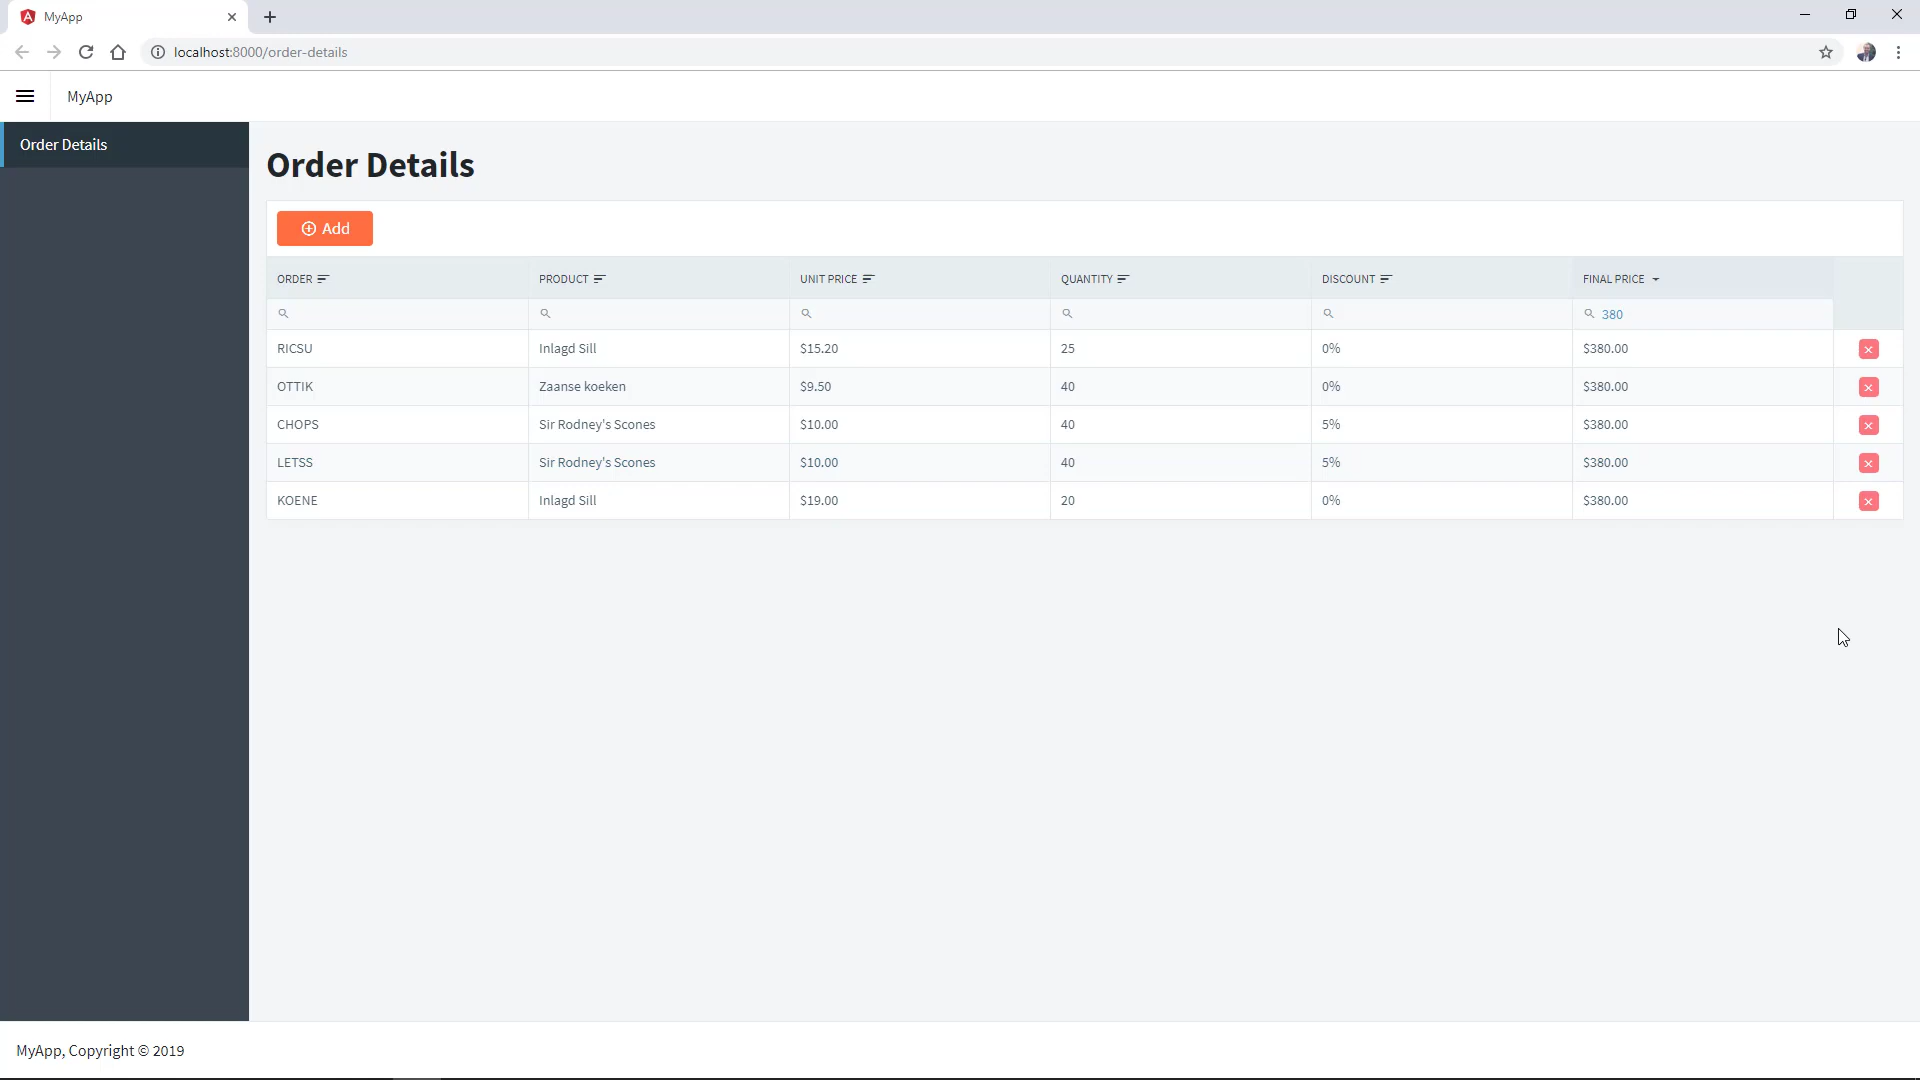 MyApp
localhost:8000/order-details
MyApp
Order Details
Order Details
Add
ORDER PRODUCT UNIT PRICE QUANTITY DISCOUNT FINAL PRICE
380
RICSU Inlagd Sill $15.20 25 0% $380.00
OTTIK Zaanse koeken $9.50 40 0% $380.00
CHOPS Sir Rodney's Scones $10.00 40 5% $380.00
LETSS Sir Rodney's Scones $10.00 40 5% $380.00
KOENE Inlagd Sill $19.00 20 0% $380.00
MyApp, Copyright © 2019